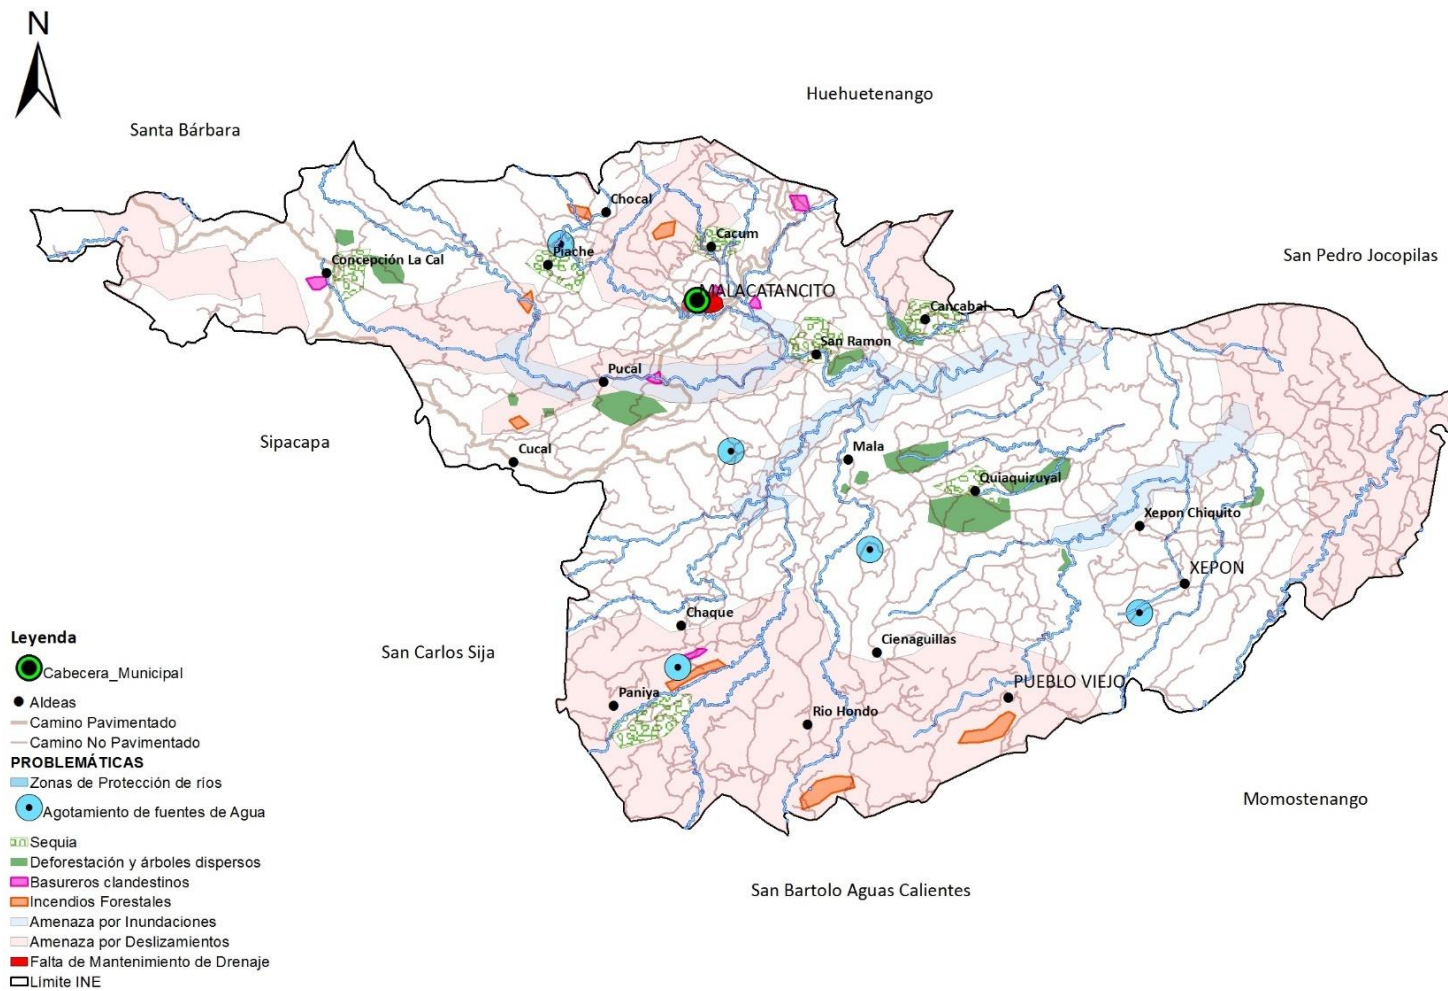 N
Huehuetenango
Santa Bárbara
Chocal
Cacum
San Pedro Jocopilas
Piache
Concepción La Cal
MALACATANCITO
Cancabal
San Ramon
Pucal
Sipacapa
Cucal
Mala
Quiaquizuyal
Xepon Chiquito
XEPON
Chaque
Cienaguillas
San Carlos Sija
PUEBLO VIEJO
Paniya
Rio Hondo
Momostenango
San Bartolo Aguas Calientes
Leyenda
Cabecera_Municipal
Aldeas
Camino Pavimentado
Camino No Pavimentado
PROBLEMÁTICAS
Zonas de Protección de ríos
Agotamiento de fuentes de Agua
Sequia
Deforestación y árboles dispersos
Basureros clandestinos
Incendios Forestales
Amenaza por Inundaciones
Amenaza por Deslizamientos
Falta de Mantenimiento de Drenaje
Límite INE